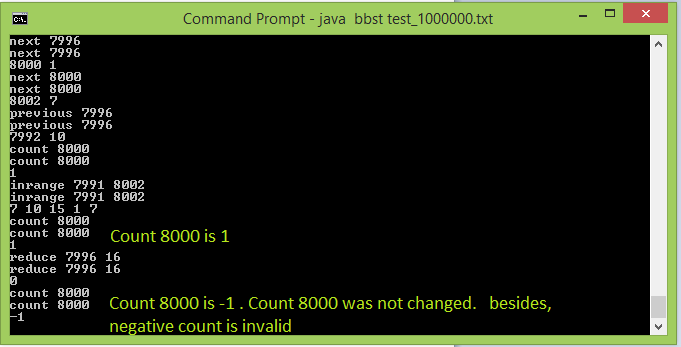 Command Prompt - java bbst test_1000000.txt
next 7996
next 7996
8000 1
next 8000
next 8000
8002 7
previous 7996
previous 7996
7992 10
count 8000
count 8000
1
inrange 7991 8002
inrange 7991 8002
7 10 15 1 7
count 8000
count 8000
Count 8000 is 1
1
reduce 7996 16
reduce 7996 16
0
count 8000
count 8000
Count 8000 is -1 . Count 8000 was not changed. besides,
-1
negative count is invalid